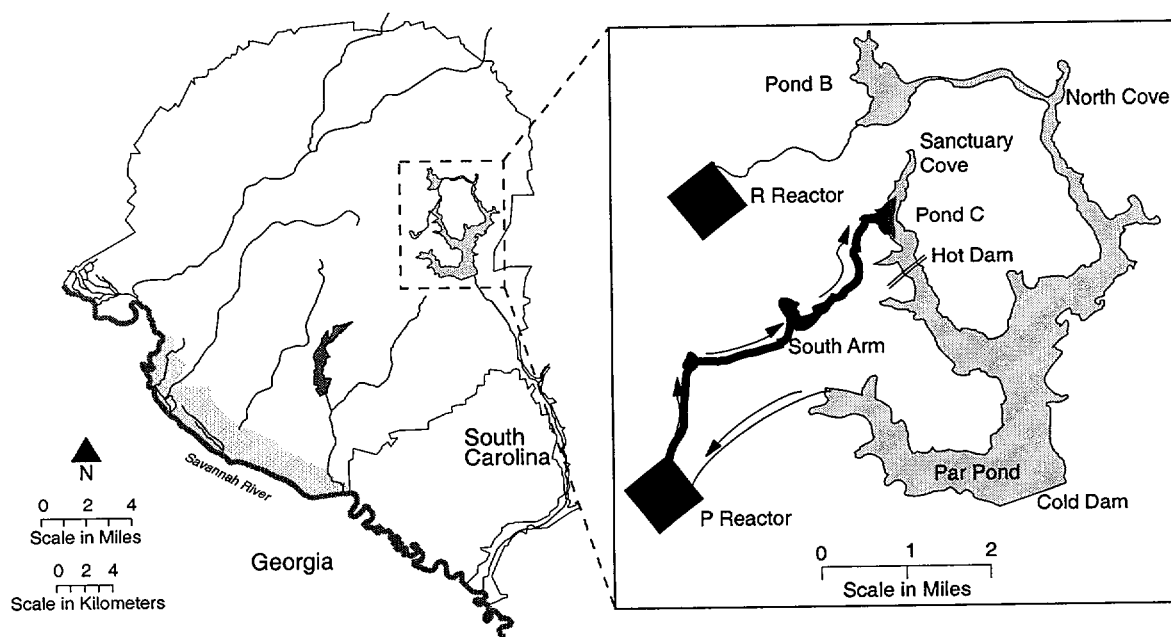 N
0 2 4
Scale in Miles
0 2 4
Scale in Kilometers
Savannah River
Georgia
South
Carolina
Pond B
North Cove
Sanctuary
Cove
R Reactor
Pond C
Hot Dam
South Arm
Par Pond
Cold Dam
P Reactor
0 1 2
Scale in Miles